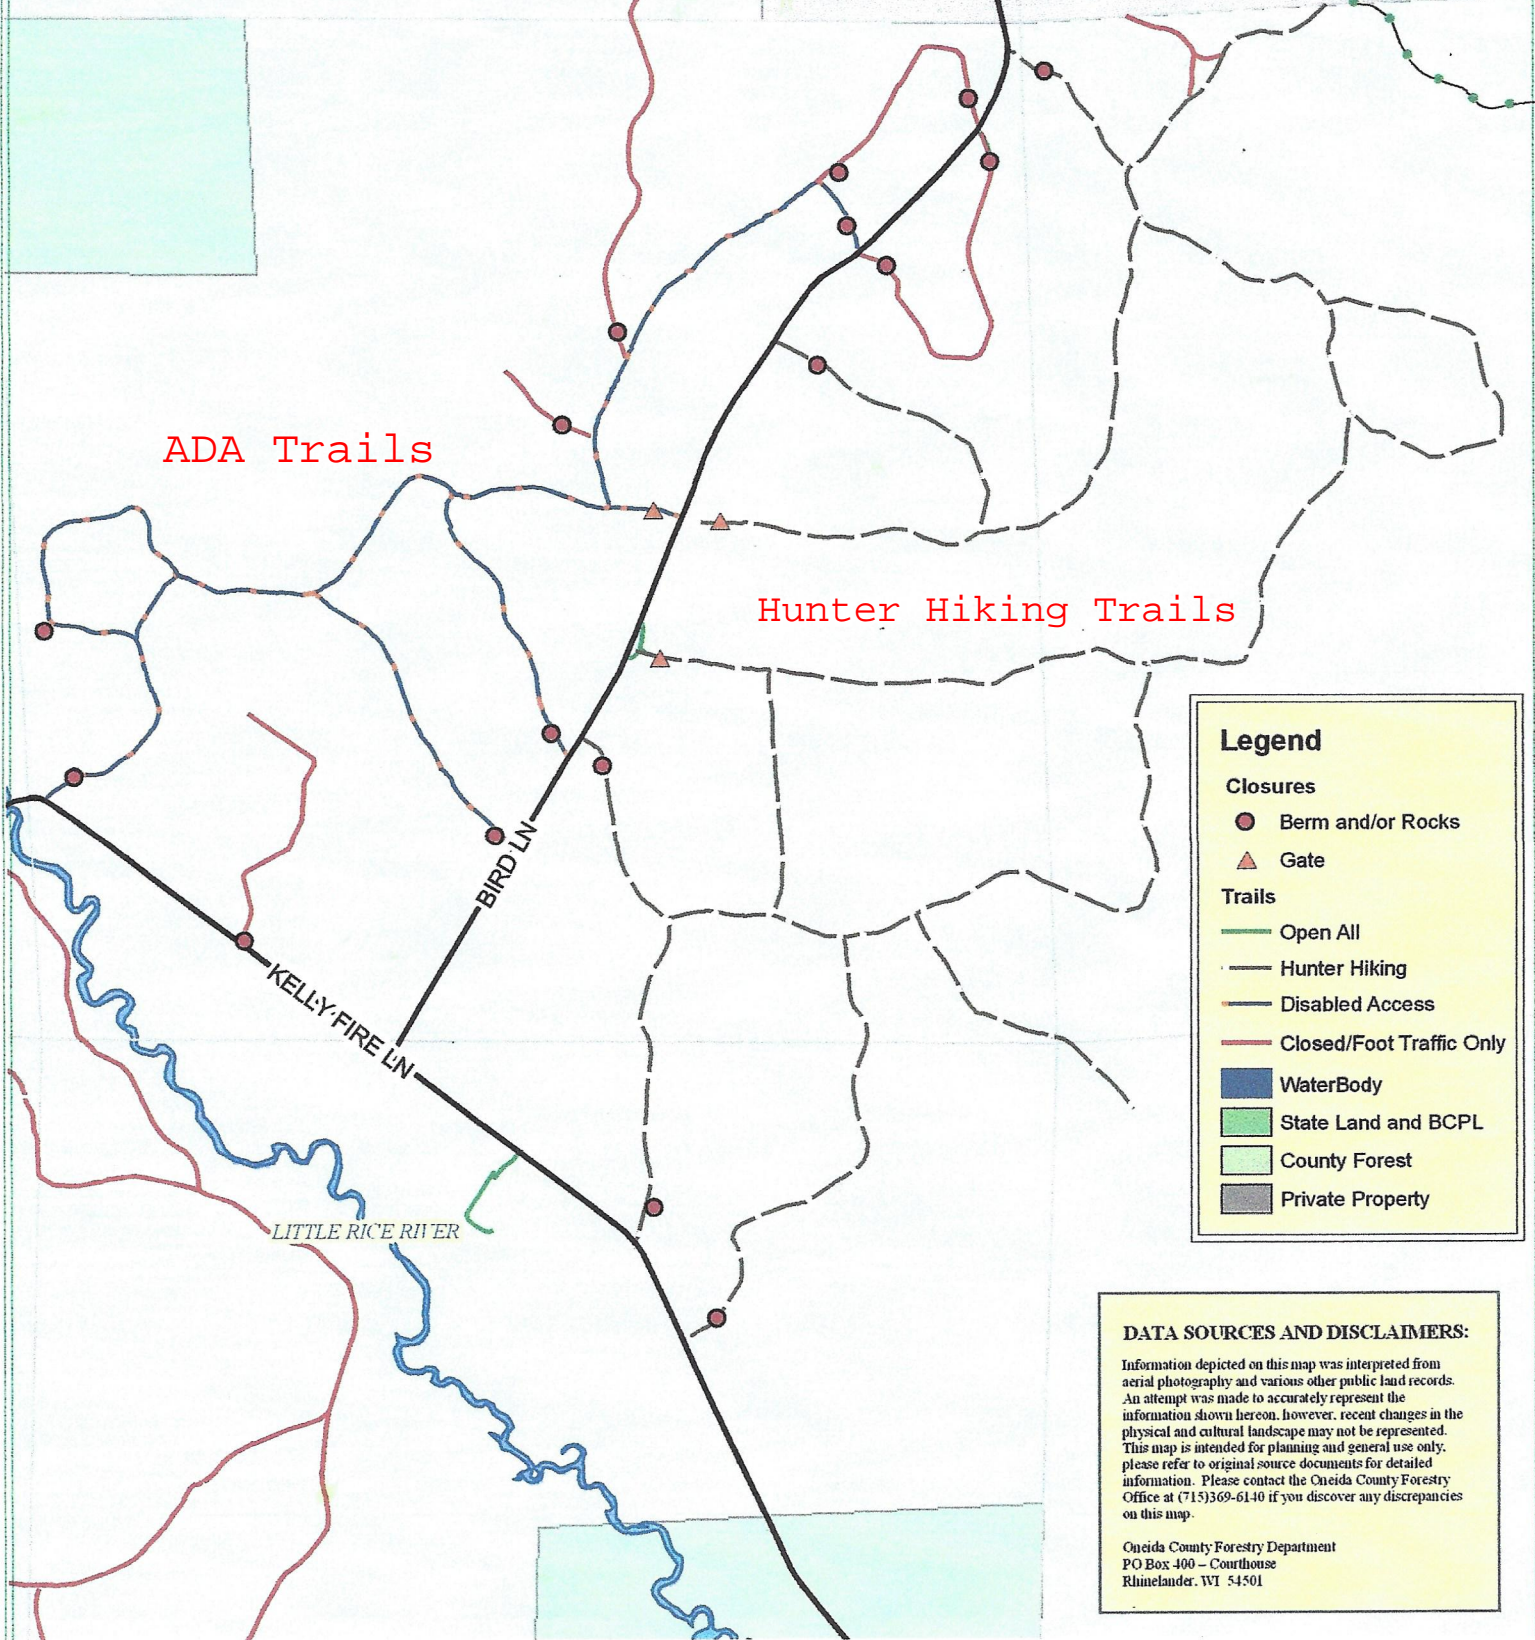 ADA Trails
Hunter Hiking Trails
BIRD LN
KELLY FIRE LN
LITTLE RICE RIVER
Legend
Closures
Berm and/or Rocks
Gate
Trails
Open All
Hunter Hiking
Disabled Access
Closed/Foot Traffic Only
WaterBody
State Land and BCPL
County Forest
Private Property
DATA SOURCES AND DISCLAIMERS:
Information depicted on this map was interpreted from
aerial photography and various other public land records.
An attempt was made to accurately represent the
information shown hereon, however, recent changes in the
physical and cultural landscape may not be represented.
This map is intended for planning and general use only,
please refer to original source documents for detailed
information. Please contact the Oneida County Forestry
Office at (715)369-6140 if you discover any discrepancies
on this map.
Oneida County Forestry Department
PO Box 400 – Courthouse
Rhinelander, WI 54501